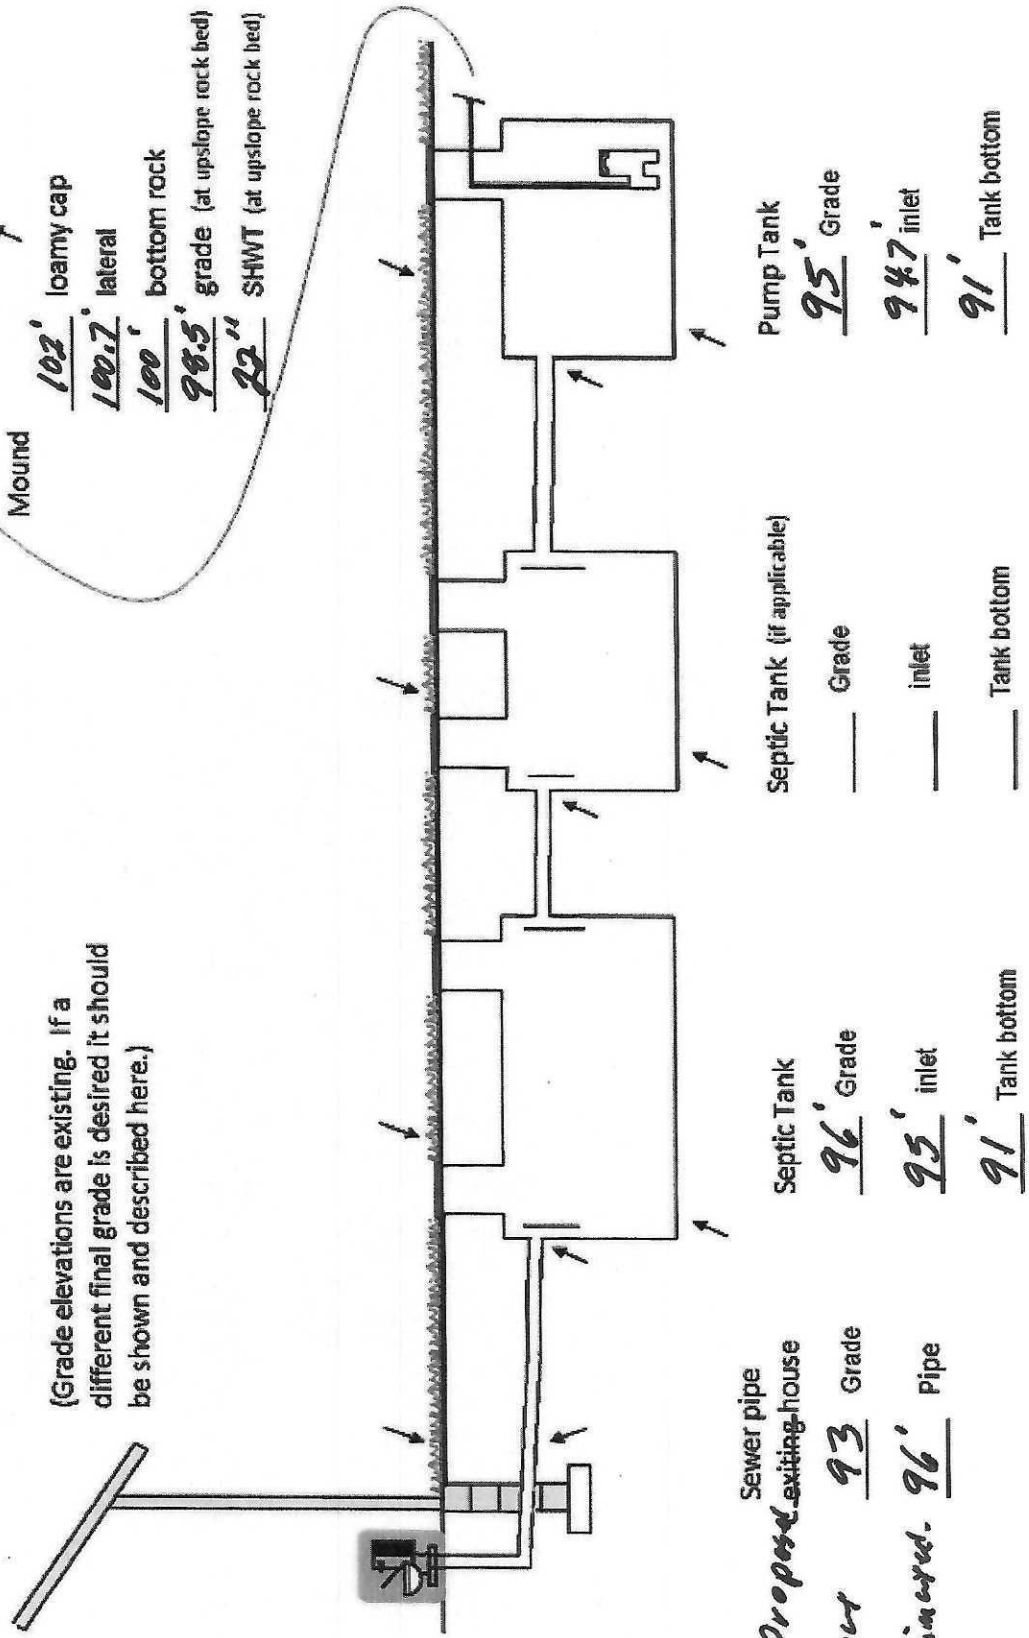 Mound
102' loamy cap
100.7' lateral
100' bottom rock
98.5' grade (at upslope rock bed)
22" SHWT (at upslope rock bed)
(Grade elevations are existing. If a
different final grade is desired it should
be shown and described here.)
Sewer pipe
Proposed exiting house
93 Grade
96' Pipe
Septic Tank
96' Grade
95' inlet
91' Tank bottom
Septic Tank (if applicable)
Grade
inlet
Tank bottom
Pump Tank
95' Grade
94.7' inlet
91' Tank bottom